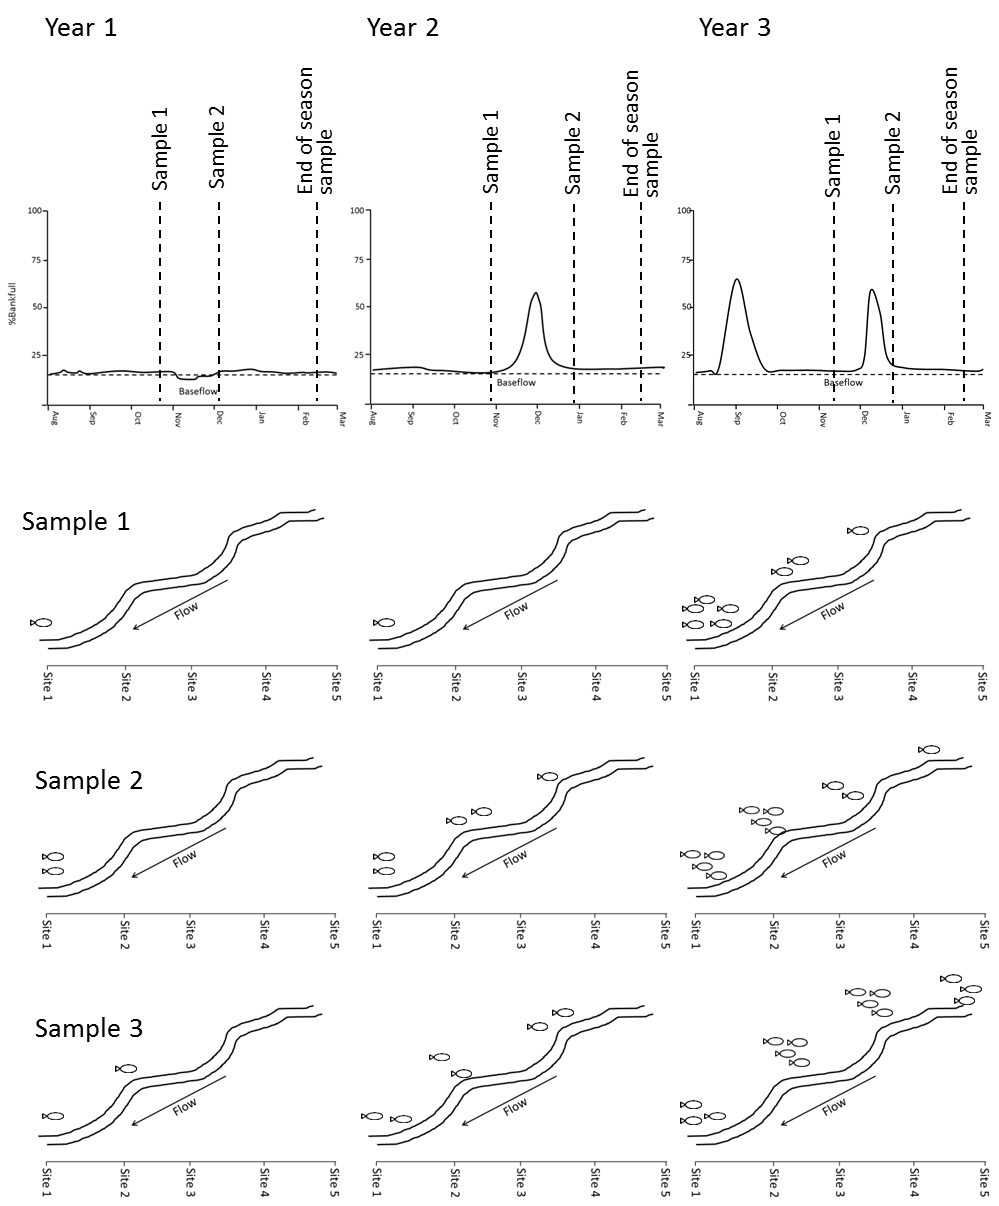 Year 1
Year 2
Year 3
Sample 1
Sample 2
End of season
sample
Sample 1
Sample 2
End of season
sample
Sample 1
Sample 2
End of season
sample
%Bankfull
100
75
50
25
Baseflow
Aug
Sep
Oct
Nov
Dec
Jan
Feb
Mar
100
75
50
25
Baseflow
Aug
Sep
Oct
Nov
Dec
Jan
Feb
Mar
100
75
50
25
Baseflow
Aug
Sep
Oct
Nov
Dec
Jan
Feb
Mar
Sample 1
Flow
Site 1
Site 2
Site 3
Site 4
Site 5
Flow
Site 1
Site 2
Site 3
Site 4
Site 5
Flow
Site 1
Site 2
Site 3
Site 4
Site 5
Sample 2
Flow
Site 1
Site 2
Site 3
Site 4
Site 5
Flow
Site 1
Site 2
Site 3
Site 4
Site 5
Flow
Site 1
Site 2
Site 3
Site 4
Site 5
Sample 3
Flow
Site 1
Site 2
Site 3
Site 4
Site 5
Flow
Site 1
Site 2
Site 3
Site 4
Site 5
Flow
Site 1
Site 2
Site 3
Site 4
Site 5